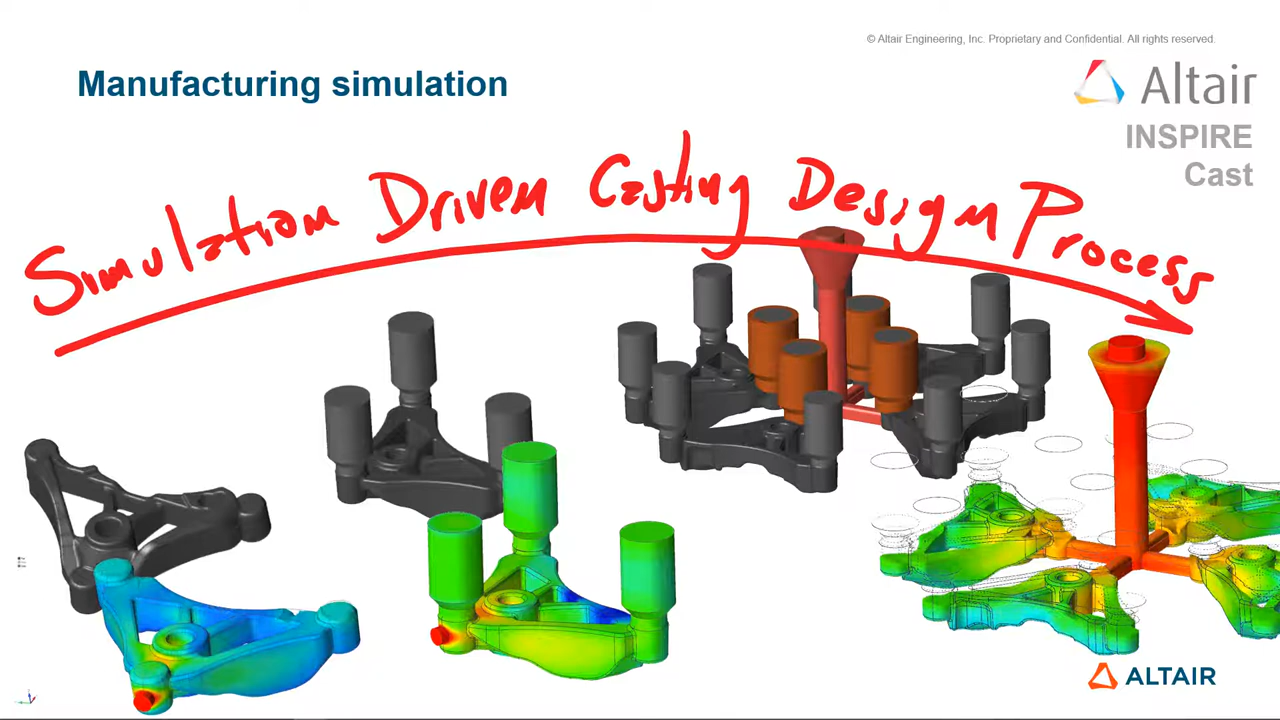 © Altair Engineering, Inc. Proprietary and Confidential. All rights reserved.
Manufacturing simulation
Altair
INSPIRE
Cast
Simulation Driven Casting Design Process
ALTAIR